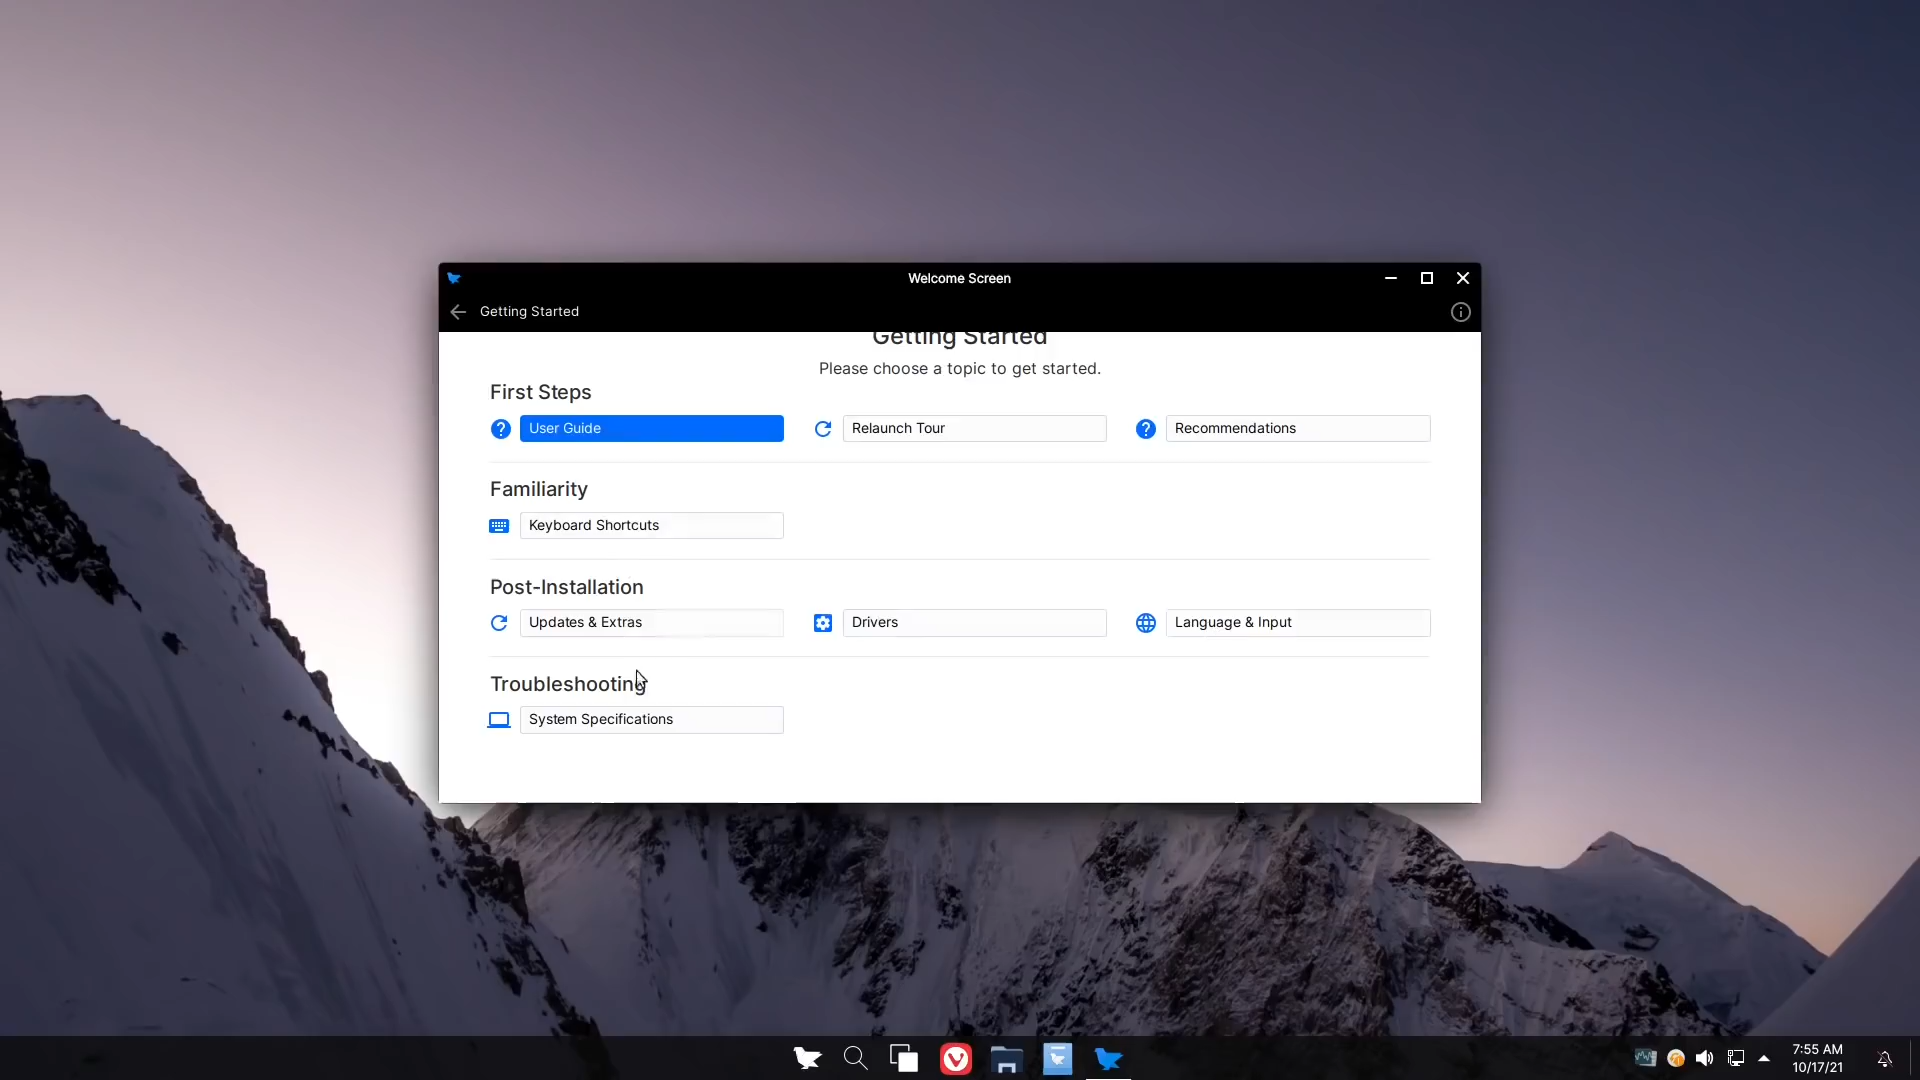 Welcome Screen
Getting Started
Getting Started
Please choose a topic to get started.
First Steps
User Guide
Relaunch Tour
Recommendations
Familiarity
Keyboard Shortcuts
Post-Installation
Updates & Extras
Drivers
Language & Input
Troubleshooting
System Specifications
7:55 AM
10/17/21